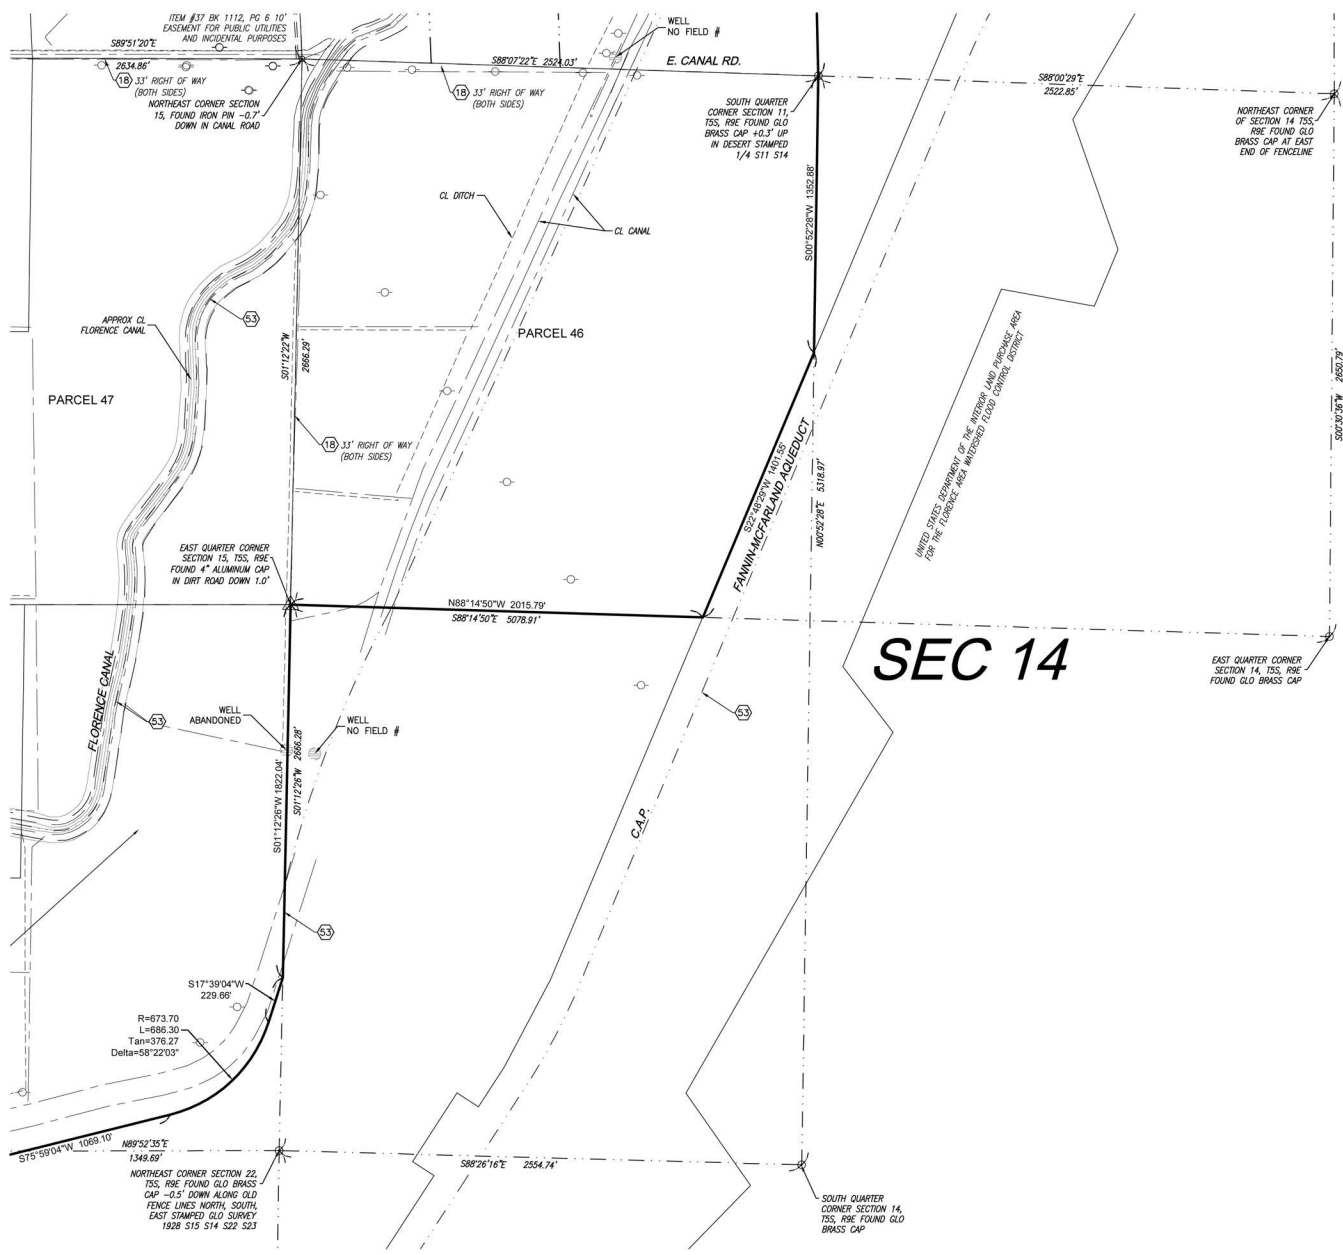 ITEM #37 BK 1112, PG 6 10'
EASEMENT FOR PUBLIC UTILITIES
AND INCIDENTAL PURPOSES
S89°51'20"E
2634.86'
18 33' RIGHT OF WAY
(BOTH SIDES)
NORTHEAST CORNER SECTION
15, FOUND IRON PIN -0.7'
DOWN IN CANAL ROAD
WELL
NO FIELD #
S88°07'22"E 2524.03'
E. CANAL RD.
18 33' RIGHT OF WAY
(BOTH SIDES)
SOUTH QUARTER
CORNER SECTION 11,
T5S, R9E FOUND GLO
BRASS CAP +0.3' UP
IN DESERT STAMPED
1/4 S11 S14
S88°00'29"E
2522.85'
NORTHEAST CORNER
OF SECTION 14 T5S,
R9E FOUND GLO
BRASS CAP AT EAST
END OF FENCELINE
CL DITCH
CL CANAL
S00°52'28"W 1352.88'
53
APPROX CL
FLORENCE CANAL
S01°12'22"W
2666.29'
PARCEL 46
PARCEL 47
UNITED STATES DEPARTMENT OF THE INTERIOR LAND PURCHASE AREA
FOR THE FLORENCE AREA WATERSHED FLOOD CONTROL DISTRICT
S00°30'36"W 2650.79'
18 33' RIGHT OF WAY
(BOTH SIDES)
S22°48'29"W 1401.55'
FANNIN-MCFARLAND AQUEDUCT
N00°52'28"E 5318.97'
EAST QUARTER CORNER
SECTION 15, T5S, R9E
FOUND 4" ALUMINUM CAP
IN DIRT ROAD DOWN 1.0'
N88°14'50"W 2015.79'
S88°14'50"E 5078.91'
SEC 14
EAST QUARTER CORNER
SECTION 14, T5S, R9E
FOUND GLO BRASS CAP
FLORENCE CANAL
53
WELL
ABANDONED
WELL
NO FIELD #
53
S01°12'26"W 1822.04'
S01°12'26"W 2666.28'
C.A.P.
53
S17°39'04"W
229.66'
R=673.70
L=686.30
Tan=376.27
Delta=58°22'03"
S75°59'04"W 1069.10'
N89°52'35"E
1349.69'
S88°26'16"E 2554.74'
NORTHEAST CORNER SECTION 22,
T5S, R9E FOUND GLO BRASS
CAP -0.5' DOWN ALONG OLD
FENCE LINES NORTH, SOUTH,
EAST STAMPED GLO SURVEY
1928 S15 S14 S22 S23
SOUTH QUARTER
CORNER SECTION 14,
T5S, R9E FOUND GLO
BRASS CAP